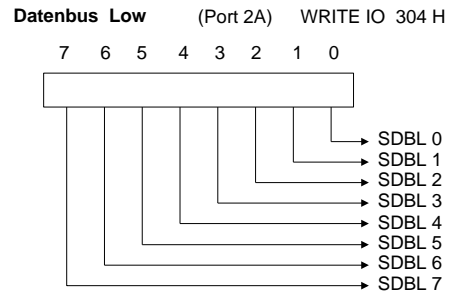 Datenbus Low (Port 2A) WRITE IO 304 H
7 6 5 4 3 2 1 0
SDBL 0
SDBL 1
SDBL 2
SDBL 3
SDBL 4
SDBL 5
SDBL 6
SDBL 7